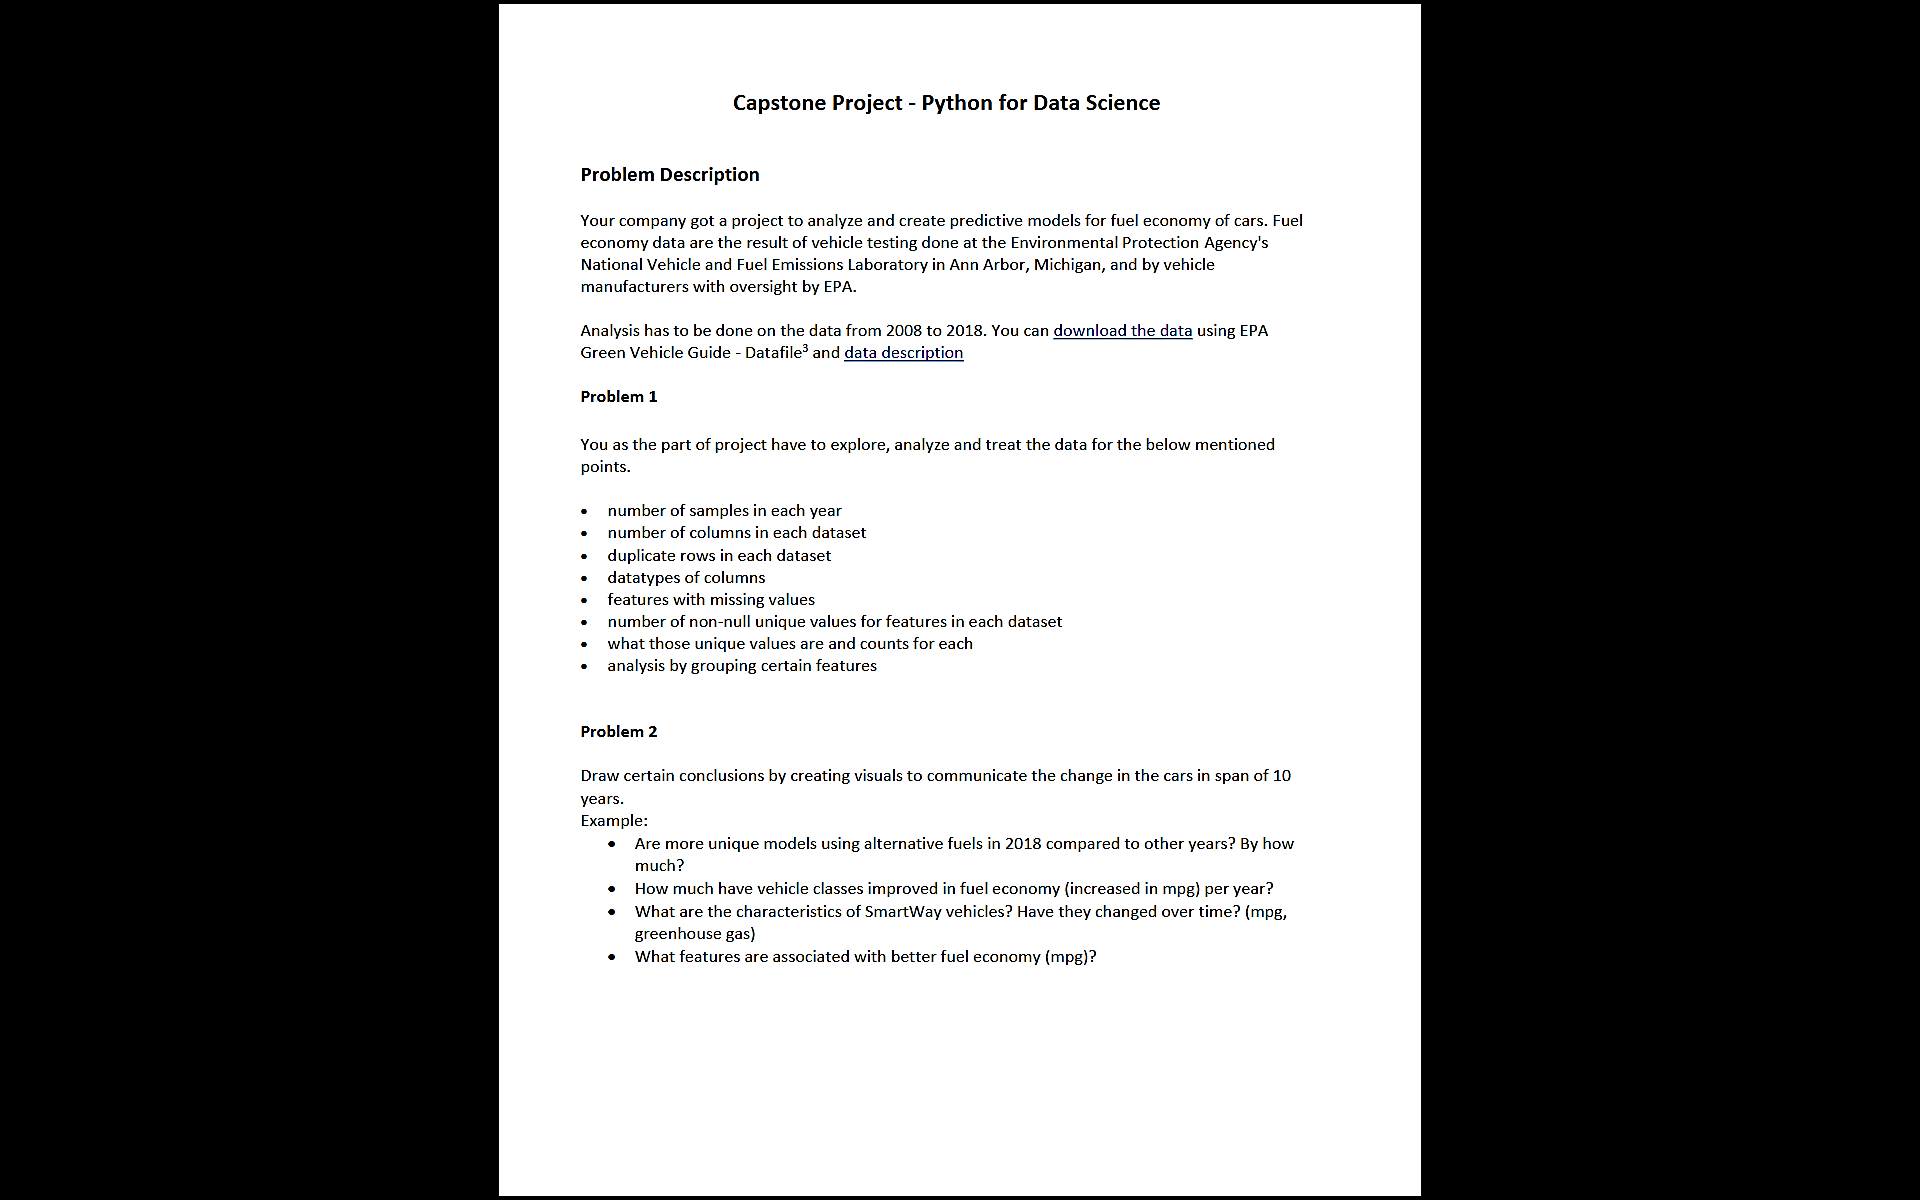 Capstone Project - Python for Data Science
Problem Description
Your company got a project to analyze and create predictive models for fuel economy of cars. Fuel
economy data are the result of vehicle testing done at the Environmental Protection Agency's
National Vehicle and Fuel Emissions Laboratory in Ann Arbor, Michigan, and by vehicle
manufacturers with oversight by EPA.
Analysis has to be done on the data from 2008 to 2018. You can download the data using EPA
Green Vehicle Guide - Datafile³ and data description
Problem 1
You as the part of project have to explore, analyze and treat the data for the below mentioned
points.
• number of samples in each year
• number of columns in each dataset
• duplicate rows in each dataset
• datatypes of columns
• features with missing values
• number of non-null unique values for features in each dataset
• what those unique values are and counts for each
• analysis by grouping certain features
Problem 2
Draw certain conclusions by creating visuals to communicate the change in the cars in span of 10
years.
Example:
• Are more unique models using alternative fuels in 2018 compared to other years? By how
much?
• How much have vehicle classes improved in fuel economy (increased in mpg) per year?
• What are the characteristics of SmartWay vehicles? Have they changed over time? (mpg,
greenhouse gas)
• What features are associated with better fuel economy (mpg)?